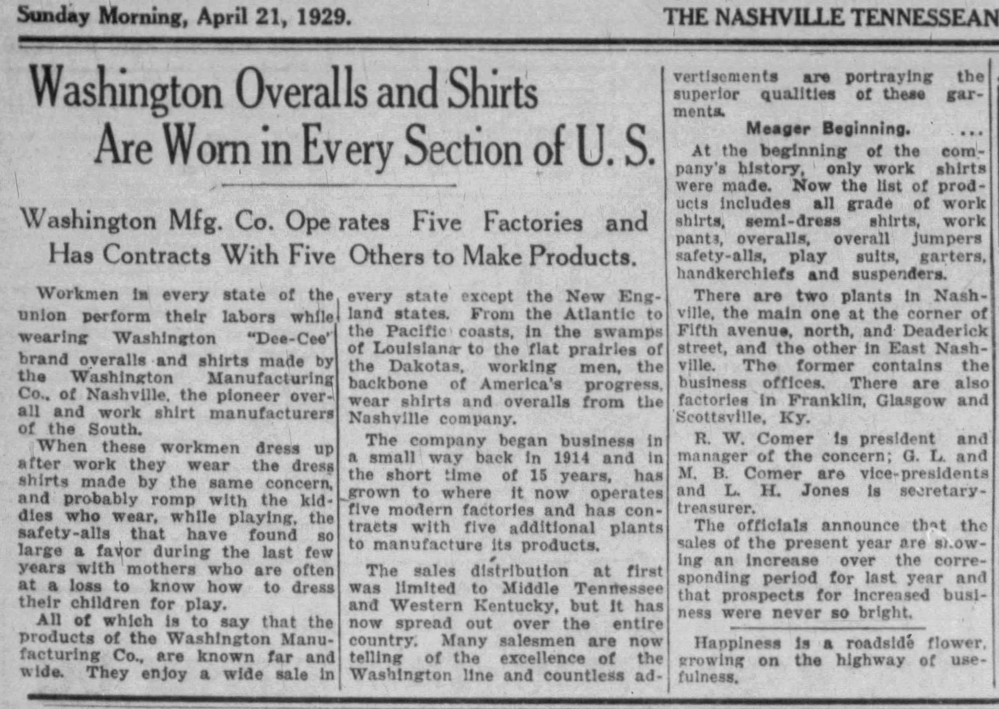 Sunday Morning, April 21, 1929.
THE NASHVILLE TENNESSEAN
Washington Overalls and Shirts
Are Worn in Every Section of U. S.
Washington Mfg. Co. Ope rates Five Factories and
Has Contracts With Five Others to Make Products.
Workmen in every state of the
union perform their labors while
wearing Washington "Dee-Cee"
brand overalls and shirts made by
the Washington Manufacturing
Co., of Nashville, the pioneer over-
all and work shirt manufacturers
of the South.
When these workmen dress up
after work they wear the dress
shirts made by the same concern,
and probably romp with the kid-
dies who wear, while playing, the
safety-alls that have found so
large a favor during the last few
years with mothers who are often
at a loss to know how to dress
their children for play.
All of which is to say that the
products of the Washington Manu-
facturing Co., are known far and
wide. They enjoy a wide sale in
every state except the New Eng-
land states. From the Atlantic to
the Pacific coasts, in the swamps
of Louisiana to the flat prairies of
the Dakotas, working men, the
backbone of America's progress,
wear shirts and overalls from the
Nashville company.
The company began business in
a small way back in 1914 and in
the short time of 15 years, has
grown to where it now operates
five modern factories and has con-
tracts with five additional plants
to manufacture its products.
The sales distribution at first
was limited to Middle Tennessee
and Western Kentucky, but it has
now spread out over the entire
country. Many salesmen are now
telling of the excellence of the
Washington line and countless ad-
vertisements are portraying the
superior qualities of these gar-
ments.
Meager Beginning. ...
At the beginning of the com-
pany's history, only work shirts
were made. Now the list of prod-
ucts includes all grade of work
shirts, semi-dress shirts, work
pants, overalls, overall jumpers
safety-alls, play suits, garters,
handkerchiefs and suspenders.
There are two plants in Nash-
ville, the main one at the corner of
Fifth avenue, north, and Deaderick
street, and the other in East Nash-
ville. The former contains the
business offices. There are also
factories in Franklin, Glasgow and
Scottsville, Ky.
R. W. Comer is president and
manager of the concern; G. L. and
M. B. Comer are vice-presidents
and L. H. Jones is secretary-
treasurer.
The officials announce that the
sales of the present year are show-
ing an increase over the corre-
sponding period for last year and
that prospects for increased busi-
ness were never so bright.
Happiness is a roadside flower,
growing on the highway of use-
fulness.